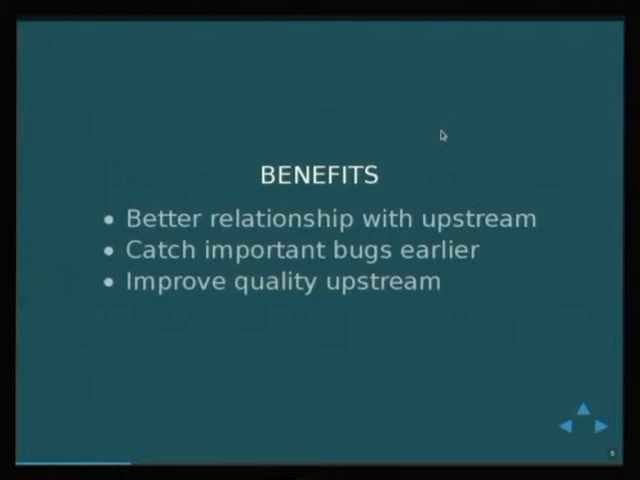 BENEFITS
• Better relationship with upstream
• Catch important bugs earlier
• Improve quality upstream